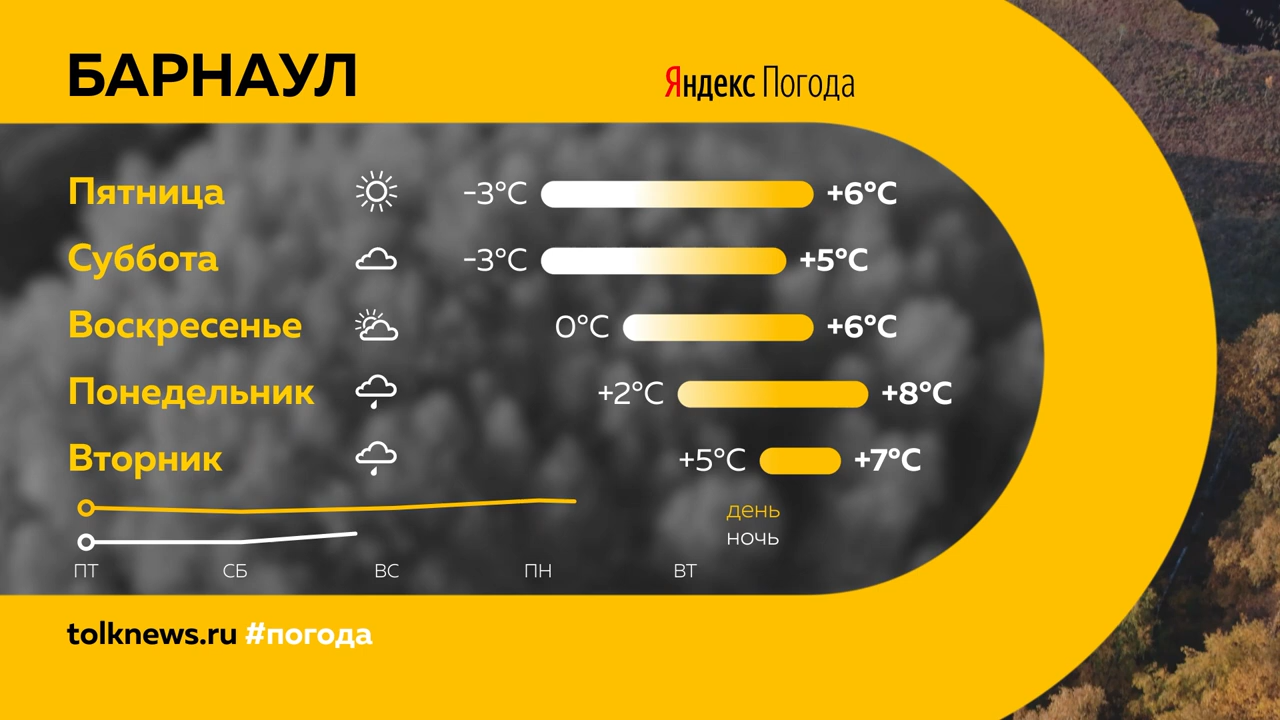 БАРНАУЛ
Яндекс Погода
Пятница -3°C +6°C
Суббота -3°C +5°C
Воскресенье 0°C +6°C
Понедельник +2°C +8°C
Вторник +5°C +7°C
день
ночь
ПТ СБ ВС ПН ВТ
tolknews.ru #погода